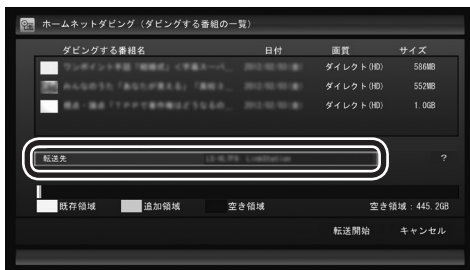 ホームネットダビング(ダビングする番組の一覧)
ダビングする番組名 日付 画質 サイズ
ダイレクト(HD) 586MB
ダイレクト(HD) 552MB
ダイレクト(HD) 1.0GB
転送先 ?
既存領域 追加領域 空き領域 空き領域:445.2GB
転送開始 キャンセル